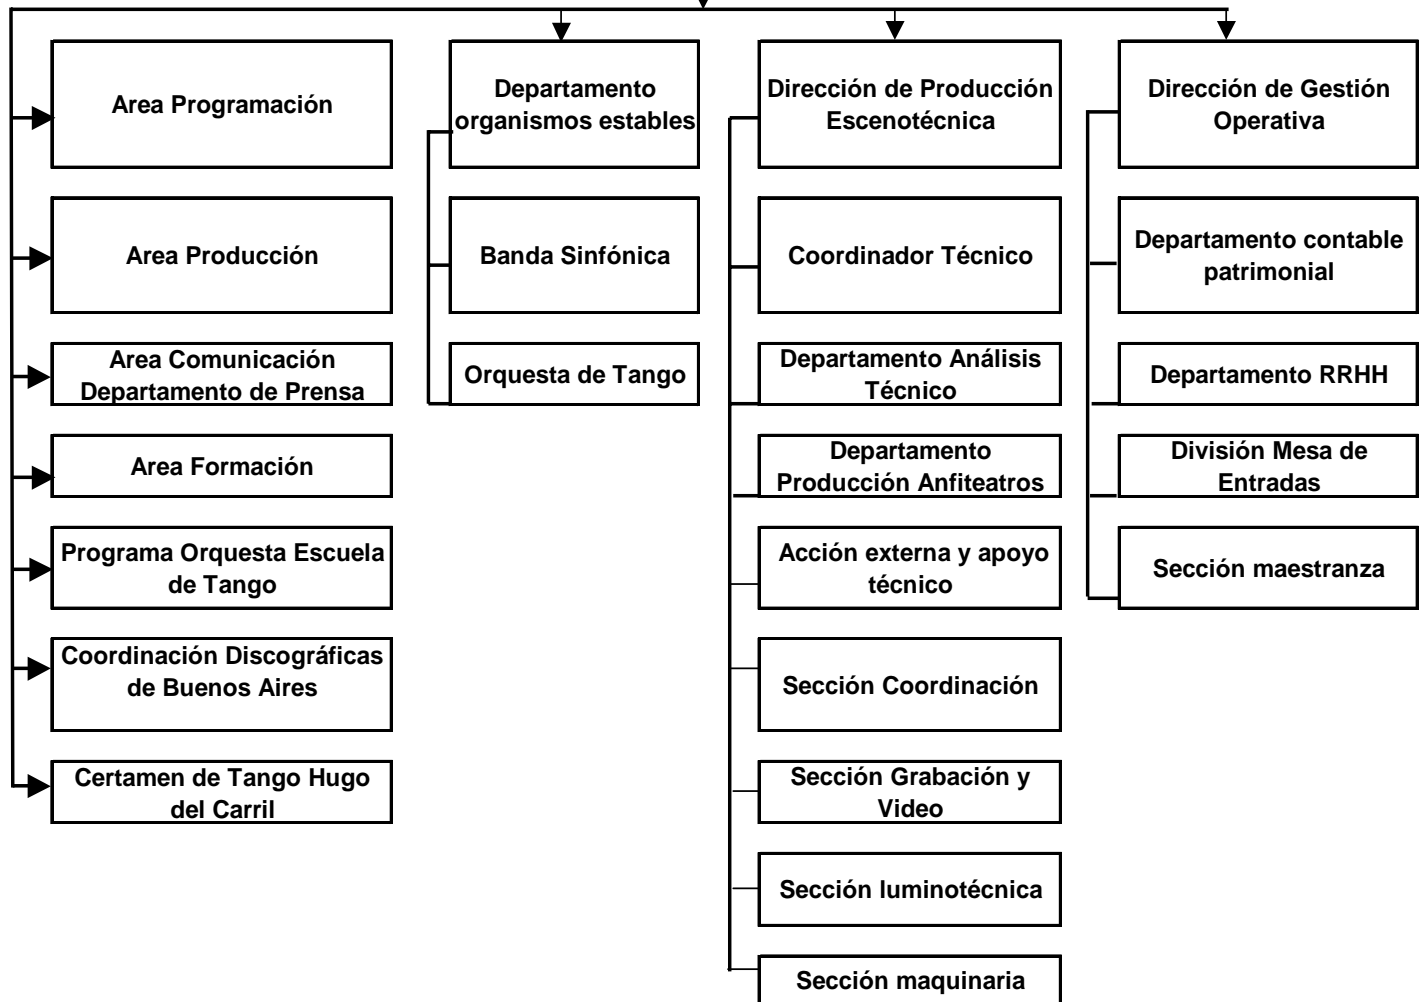 Area Programación
Area Producción
Area Comunicación
Departamento de Prensa
Area Formación
Programa Orquesta Escuela
de Tango
Coordinación Discográficas
de Buenos Aires
Certamen de Tango Hugo
del Carril
Departamento
organismos estables
Banda Sinfónica
Orquesta de Tango
Dirección de Producción
Escenotécnica
Coordinador Técnico
Departamento Análisis
Técnico
Departamento
Producción Anfiteatros
Acción externa y apoyo
técnico
Sección Coordinación
Sección Grabación y
Video
Sección luminotécnica
Sección maquinaria
Dirección de Gestión
Operativa
Departamento contable
patrimonial
Departamento RRHH
División Mesa de
Entradas
Sección maestranza